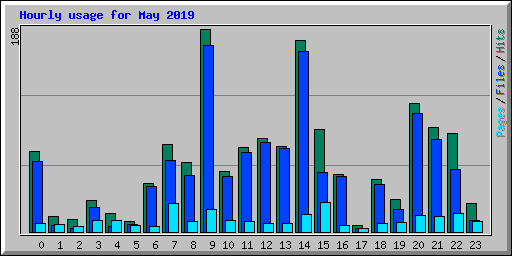 Hourly usage for May 2019
188
Pages/Files/Hits
0 1 2 3 4 5 6 7 8 9 10 11 12 13 14 15 16 17 18 19 20 21 22 23